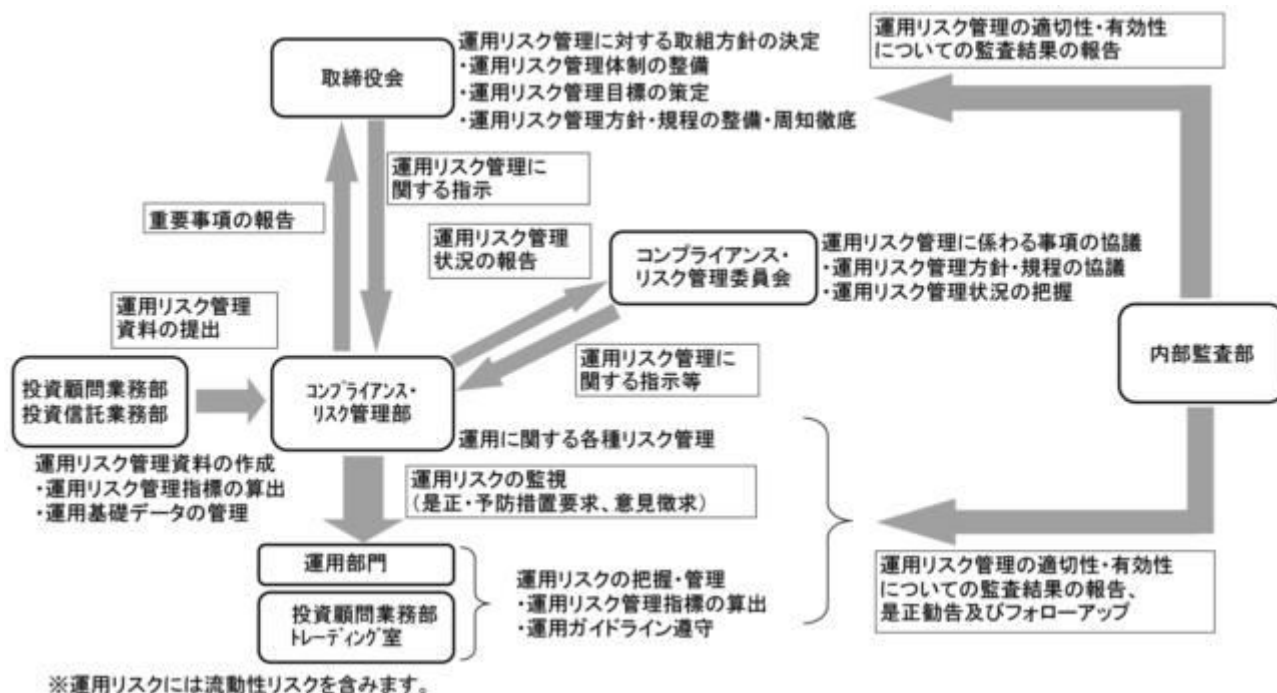 取締役会
運用リスク管理に対する取組方針の決定
・運用リスク管理体制の整備
・運用リスク管理目標の策定
・運用リスク管理方針・規程の整備・周知徹底
運用リスク管理の適切性・有効性
についての監査結果の報告
運用リスク管理に
関する指示
重要事項の報告
運用リスク管理
状況の報告
コンプライアンス・
リスク管理委員会
運用リスク管理に係わる事項の協議
・運用リスク管理方針・規程の協議
・運用リスク管理状況の把握
運用リスク管理
資料の提出
運用リスク管理に
関する指示等
内部監査部
投資顧問業務部
投資信託業務部
コンプライアンス・
リスク管理部
運用に関する各種リスク管理
運用リスク管理資料の作成
・運用リスク管理指標の算出
・運用基礎データの管理
運用リスクの監視
(是正・予防措置要求、意見徴求)
運用部門
投資顧問業務部
トレーディング室
運用リスクの把握・管理
・運用リスク管理指標の算出
・運用ガイドライン遵守
運用リスク管理の適切性・有効性
についての監査結果の報告、
是正勧告及びフォローアップ
※運用リスクには流動性リスクを含みます。